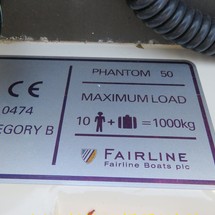 PHANTOM 50
CE
MAXIMUM LOAD
0474
10 + = 1000kg
EGORY B
FAIRLINE
Fairline Boats plc